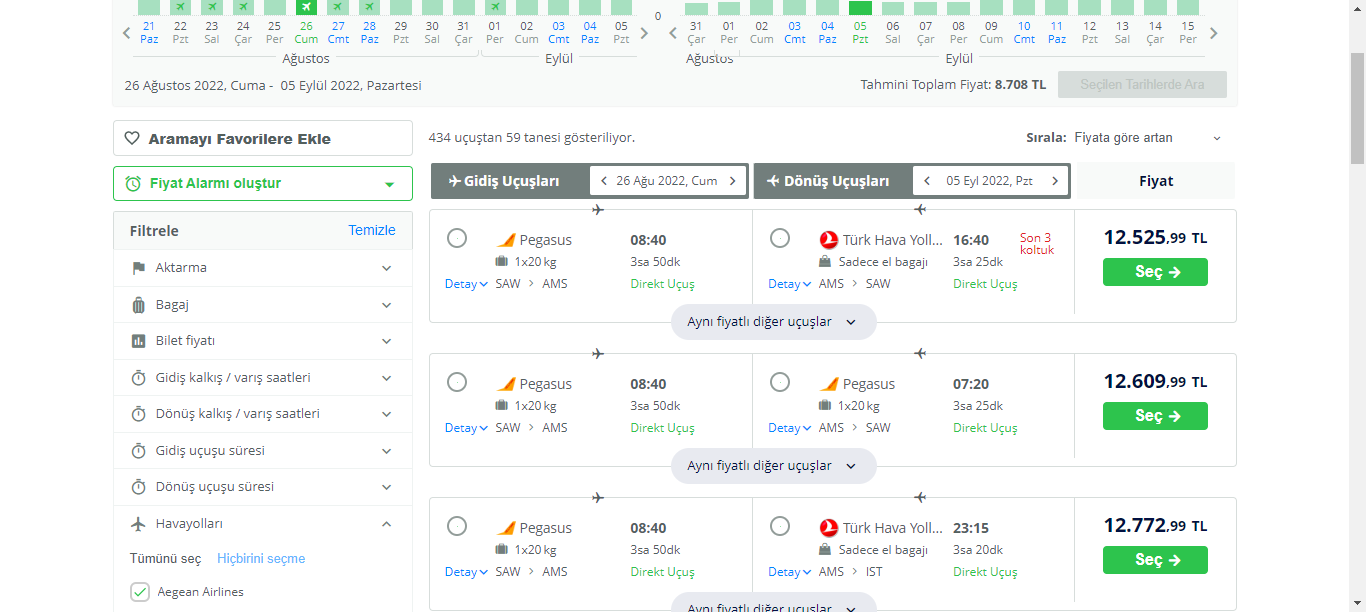 21 22 23 24 25 26 27 28 29 30 31 01 02 03 04 05 0 31 01 02 03 04 05 06 07 08 09 10 11 12 13 14 15
Paz Pzt Sal Çar Per Cum Cmt Paz Pzt Sal Çar Per Cum Cmt Paz Pzt Çar Per Cum Cmt Paz Pzt Sal Çar Per Cum Cmt Paz Pzt Sal Çar Per
Ağustos Eylül Ağustos Eylül
26 Ağustos 2022, Cuma - 05 Eylül 2022, Pazartesi
Tahmini Toplam Fiyat: 8.708 TL Seçilen Tarihlerde Ara
Aramayı Favorilere Ekle
Fiyat Alarmı oluştur
Filtrele Temizle
Aktarma
Bagaj
Bilet fiyatı
Gidiş kalkış / varış saatleri
Dönüş kalkış / varış saatleri
Gidiş uçuşu süresi
Dönüş uçuşu süresi
Havayolları
Tümünü seç Hiçbirini seçme
Aegean Airlines
434 uçuştan 59 tanesi gösteriliyor.
Sırala: Fiyata göre artan
Gidiş Uçuşları 26 Ağu 2022, Cum Dönüş Uçuşları 05 Eyl 2022, Pzt Fiyat
Pegasus 08:40 Türk Hava Yoll... 16:40 Son 3 koltuk 12.525,99 TL
1x20 kg 3sa 50dk Sadece el bagajı 3sa 25dk Seç
Detay SAW > AMS Direkt Uçuş Detay AMS > SAW Direkt Uçuş
Aynı fiyatlı diğer uçuşlar
Pegasus 08:40 Pegasus 07:20 12.609,99 TL
1x20 kg 3sa 50dk 1x20 kg 3sa 25dk Seç
Detay SAW > AMS Direkt Uçuş Detay AMS > SAW Direkt Uçuş
Aynı fiyatlı diğer uçuşlar
Pegasus 08:40 Türk Hava Yoll... 23:15 12.772,99 TL
1x20 kg 3sa 50dk Sadece el bagajı 3sa 20dk Seç
Detay SAW > AMS Direkt Uçuş Detay AMS > IST Direkt Uçuş
Aynı fiyatlı diğer uçuşlar